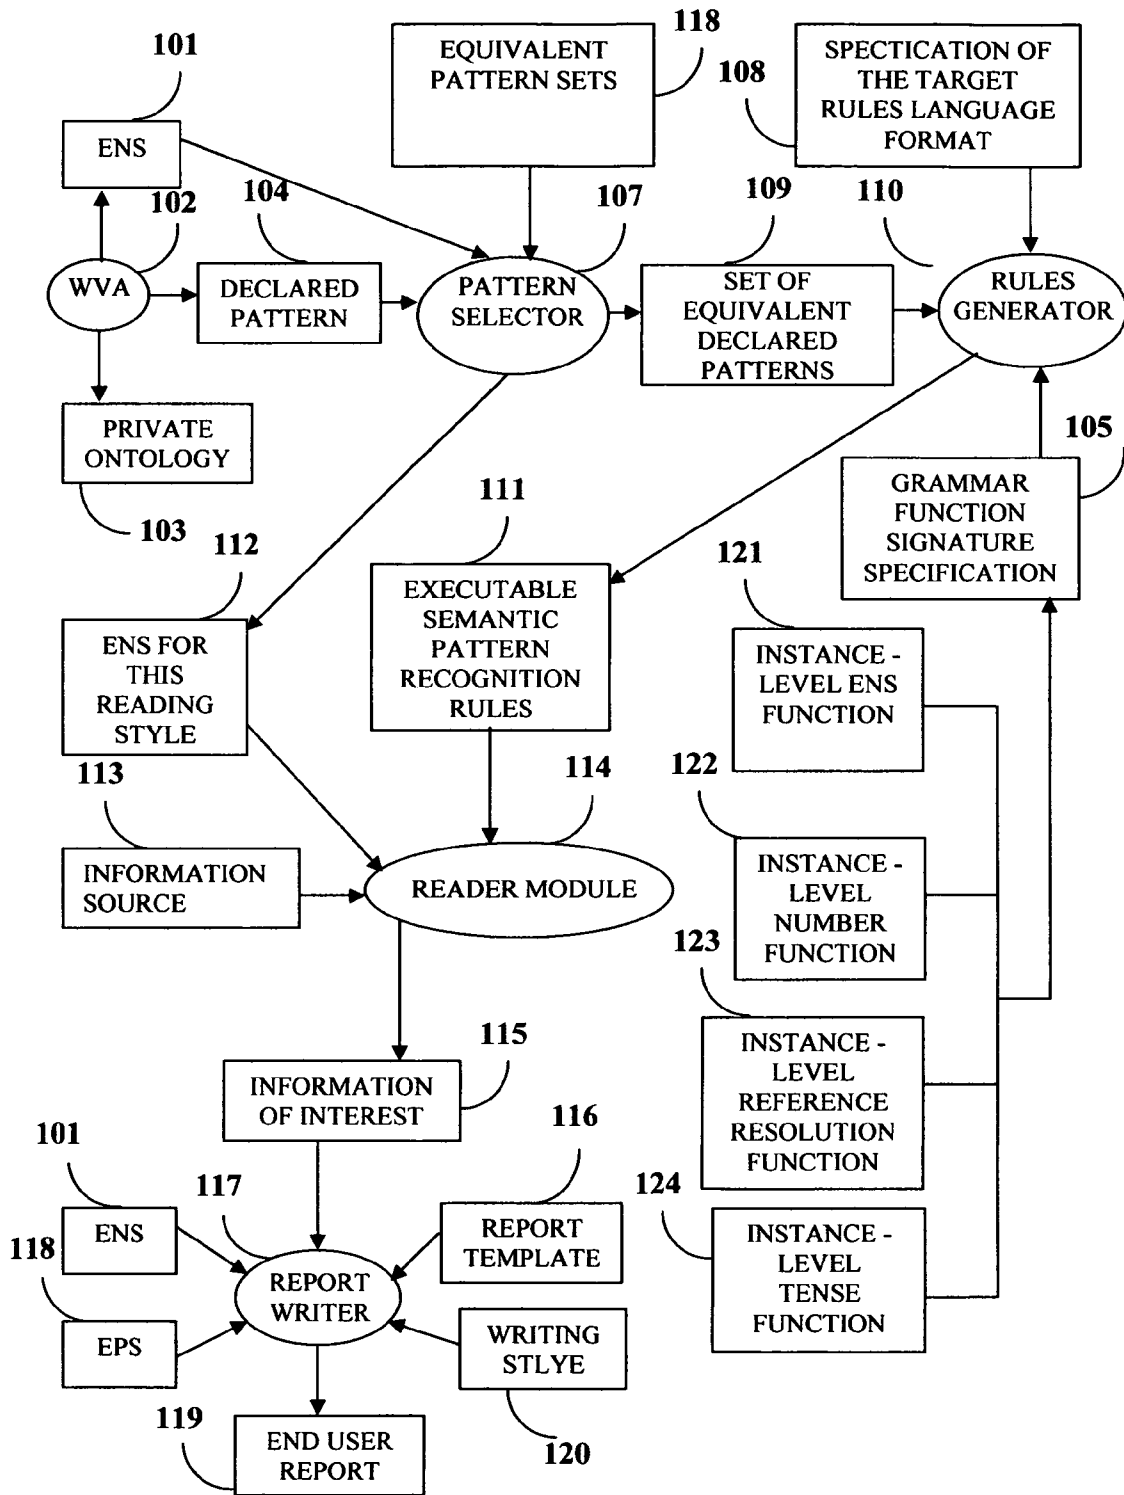 101
ENS
EQUIVALENT
PATTERN SETS
118
108
SPECTICATION OF
THE TARGET
RULES LANGUAGE
FORMAT
102
WVA
104
DECLARED
PATTERN
107
PATTERN
SELECTOR
109
SET OF
EQUIVALENT
DECLARED
PATTERNS
110
RULES
GENERATOR
PRIVATE
ONTOLOGY
103
105
GRAMMAR
FUNCTION
SIGNATURE
SPECIFICATION
112
ENS FOR
THIS
READING
STYLE
111
EXECUTABLE
SEMANTIC
PATTERN
RECOGNITION
RULES
121
INSTANCE -
LEVEL ENS
FUNCTION
113
INFORMATION
SOURCE
114
READER MODULE
122
INSTANCE -
LEVEL
NUMBER
FUNCTION
123
INSTANCE -
LEVEL
REFERENCE
RESOLUTION
FUNCTION
115
INFORMATION
OF INTEREST
101
ENS
117
REPORT
WRITER
116
REPORT
TEMPLATE
124
INSTANCE -
LEVEL
TENSE
FUNCTION
118
EPS
WRITING
STLYE
120
119
END USER
REPORT